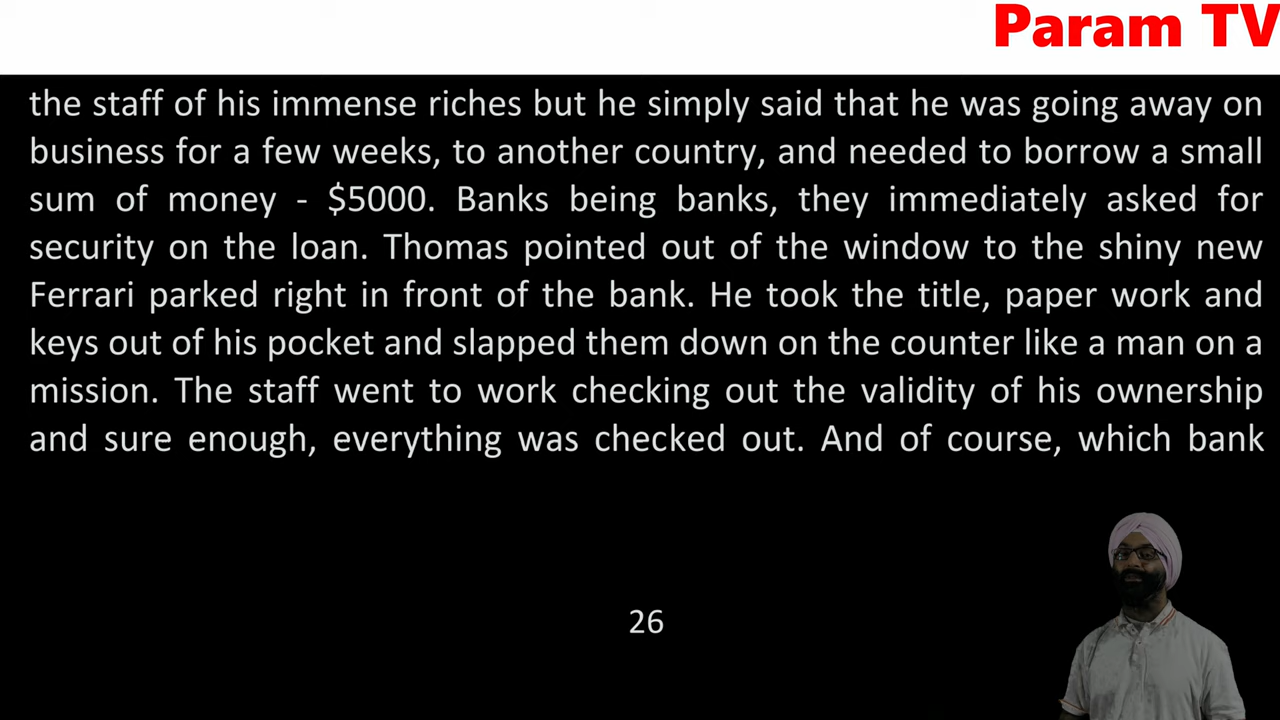 Param TV
the staff of his immense riches but he simply said that he was going away on
business for a few weeks, to another country, and needed to borrow a small
sum of money - $5000. Banks being banks, they immediately asked for
security on the loan. Thomas pointed out of the window to the shiny new
Ferrari parked right in front of the bank. He took the title, paper work and
keys out of his pocket and slapped them down on the counter like a man on a
mission. The staff went to work checking out the validity of his ownership
and sure enough, everything was checked out. And of course, which bank
26